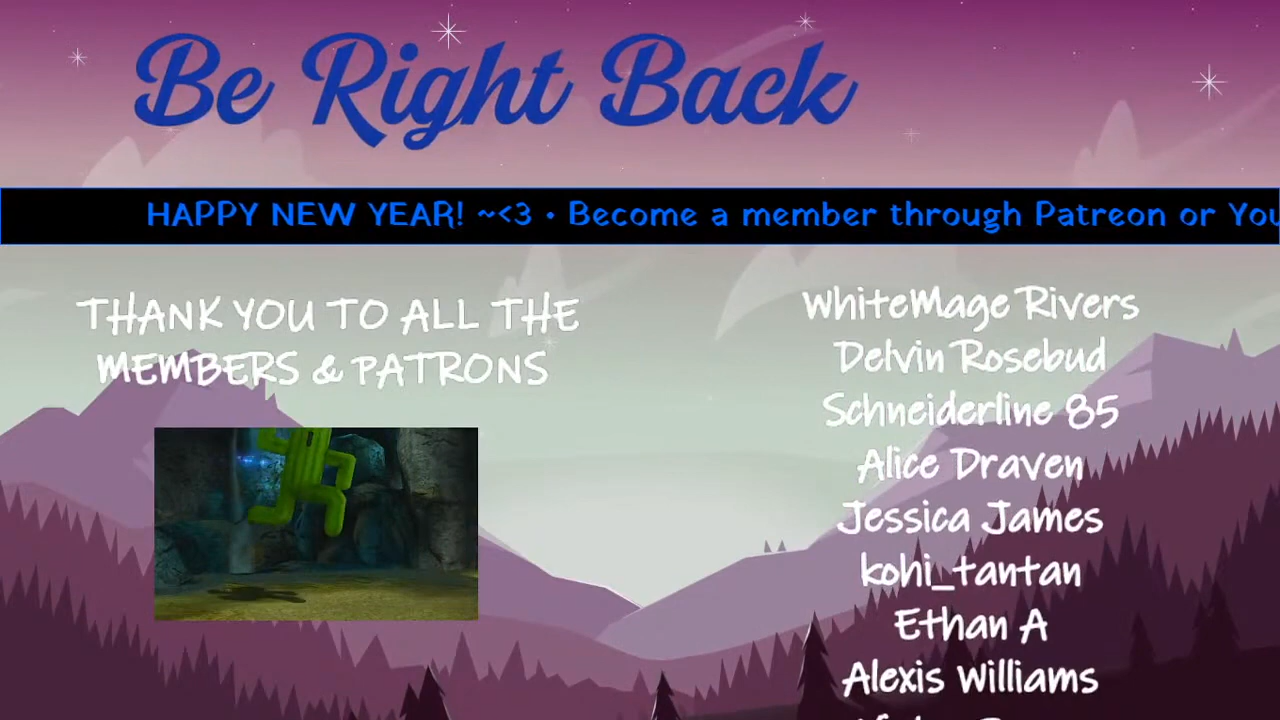 Be Right Back
HAPPY NEW YEAR! ~<3 • Become a member through Patreon or You
THANK YOU TO ALL THE
MEMBERS & PATRONS
WhiteMage Rivers
Delvin Rosebud
Schneiderline 85
Alice Draven
Jessica James
kohi_tantan
Ethan A
Alexis Williams